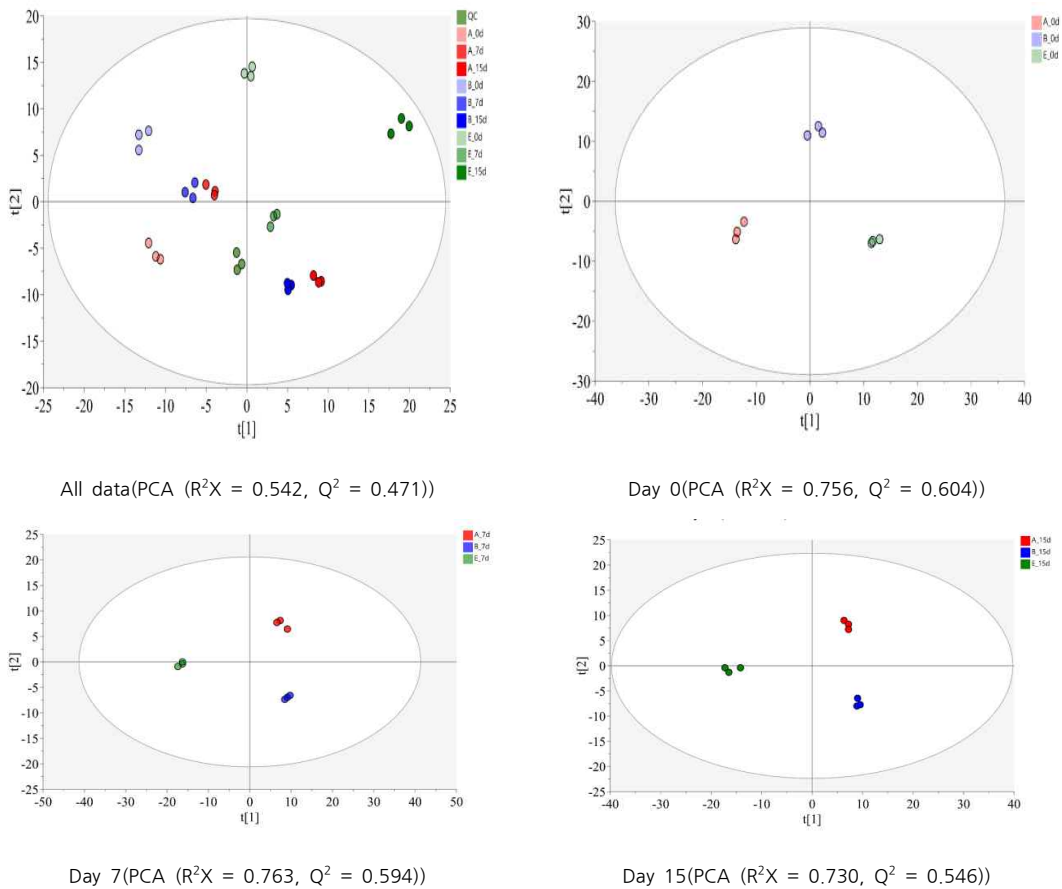 20
15
10
5
0
-5
-10
-15
-20
t[2]
-25 -20 -15 -10 -5 0 5 10 15 20 25
t[1]
QC
A_0d
A_7d
A_15d
B_0d
B_7d
B_15d
E_0d
E_7d
E_15d
All data(PCA (R²X = 0.542, Q² = 0.471))
30
20
10
0
-10
-20
-30
t[2]
-40 -30 -20 -10 0 10 20 30 40
t[1]
A_0d
B_0d
E_0d
Day 0(PCA (R²X = 0.756, Q² = 0.604))
25
20
15
10
5
0
-5
-10
-15
-20
-25
t[2]
-50 -40 -30 -20 -10 0 10 20 30 40 50
t[1]
A_7d
B_7d
E_7d
Day 7(PCA (R²X = 0.763, Q² = 0.594))
25
20
15
10
5
0
-5
-10
-15
-20
-25
t[2]
-40 -30 -20 -10 0 10 20 30 40
t[1]
A_15d
B_15d
E_15d
Day 15(PCA (R²X = 0.730, Q² = 0.546))